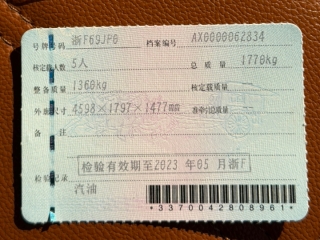 号牌号码 浙F69JP0 档案编号 AX0000062834
核定载人数 5人 总 质 量 1770kg
整备质量 1360kg 核定载质量
外廓尺寸 4598×1797×1477mm 准牵引总质量
备 注
检验有效期至2023 年 05 月浙F
检验记录
汽油
*3370042808961*